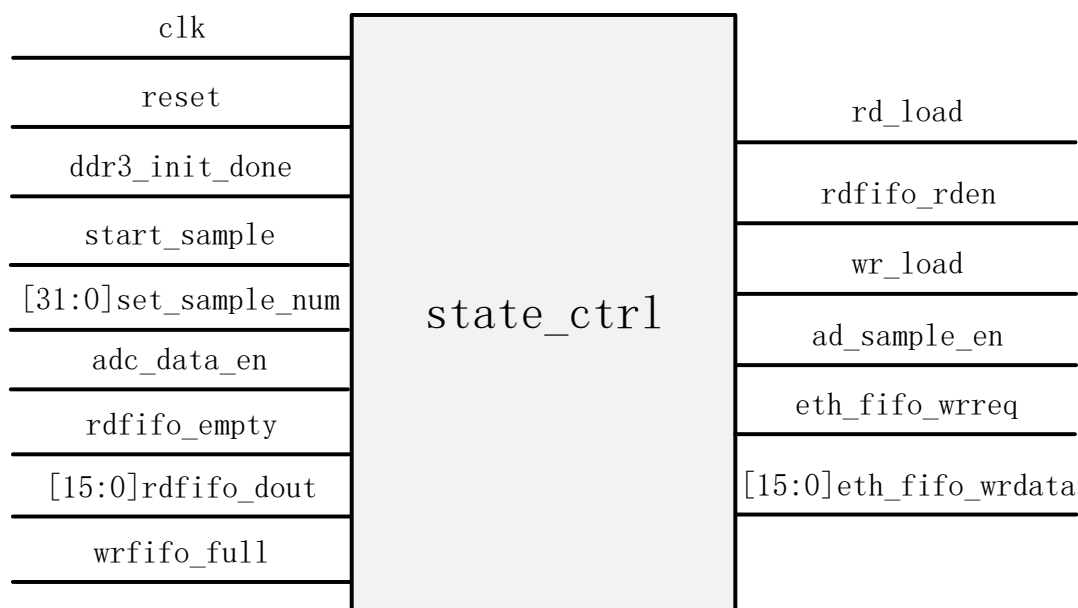 clk
reset
ddr3_init_done
start_sample
[31:0]set_sample_num
adc_data_en
rdfifo_empty
[15:0]rdfifo_dout
wrfifo_full
state_ctrl
rd_load
rdfifo_rden
wr_load
ad_sample_en
eth_fifo_wrreq
[15:0]eth_fifo_wrdata